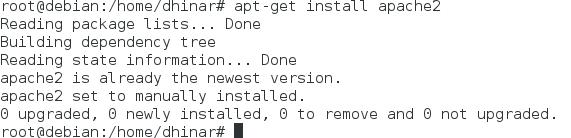 root@debian:/home/dhinar# apt-get install apache2
Reading package lists... Done
Building dependency tree
Reading state information... Done
apache2 is already the newest version.
apache2 set to manually installed.
0 upgraded, 0 newly installed, 0 to remove and 0 not upgraded.
root@debian:/home/dhinar#